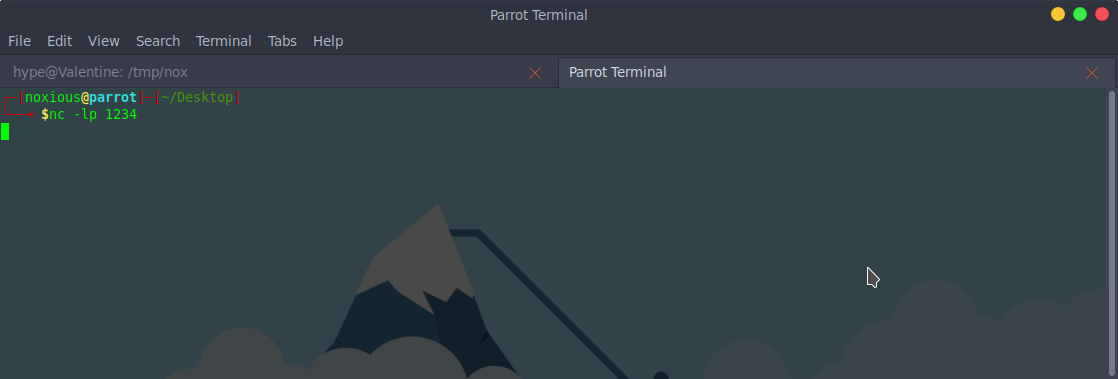 Parrot Terminal
File Edit View Search Terminal Tabs Help
hype@Valentine: /tmp/nox Parrot Terminal
[noxious@parrot] [~/Desktop]
$nc -lp 1234